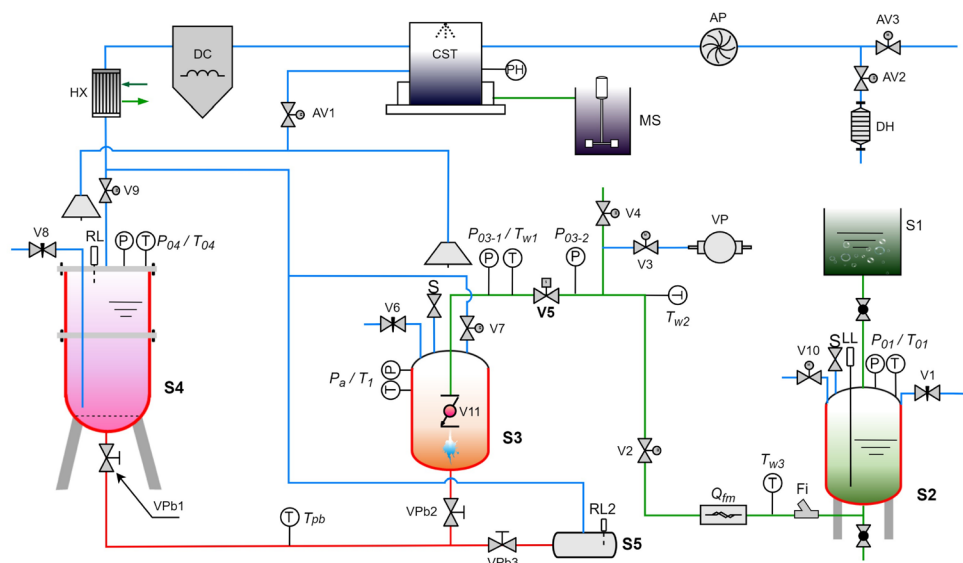 AP
AV3
DC
CST
PH
AV2
HX
AV1
MS
DH
V9
V8
RL
P P04 / T04
T
P03-1 / Tw1
P03-2
V4
VP
V3
S1
P
T
P
T
V5
Tw2
S
V6
V7
S
LL
P01 / T01
V10
P
T
V1
S4
Pa / T1
P
T
V11
S3
V2
Tw3
T
Qfm
Fi
S2
VPb1
VPb2
RL2
T
Tpb
VPb3
S5